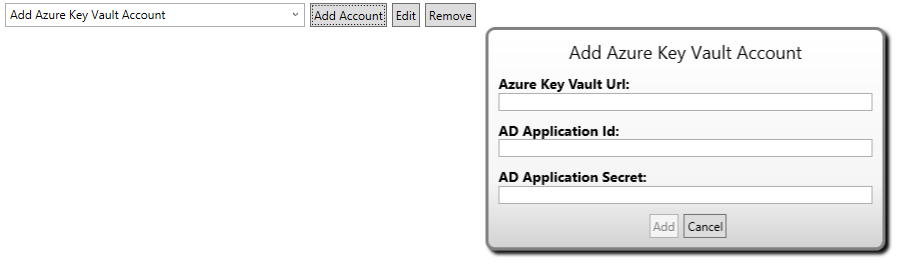 Add Azure Key Vault Account Add Account Edit Remove
Add Azure Key Vault Account
Azure Key Vault Url:
AD Application Id:
AD Application Secret:
Add Cancel